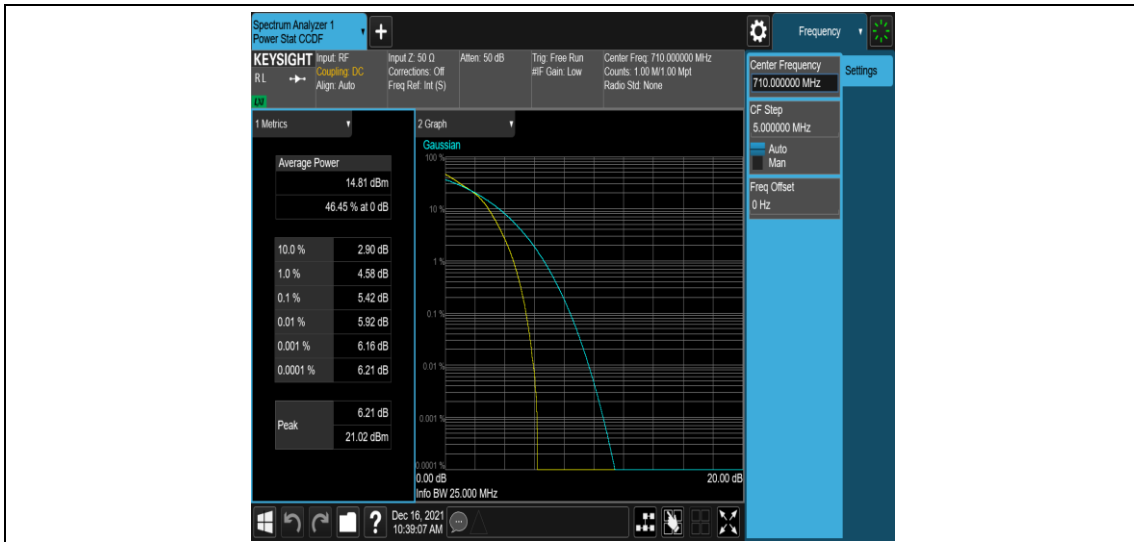 Spectrum Analyzer 1
Power Stat CCDF
+
Frequency
KEYSIGHT
RL
LXI
Input: RF
Coupling: DC
Align: Auto
Input Z: 50 Ω
Corrections: Off
Freq Ref: Int (S)
Atten: 50 dB
Trig: Free Run
#IF Gain: Low
Center Freq: 710.000000 MHz
Counts: 1.00 M/1.00 Mpt
Radio Std: None
Center Frequency
710.000000 MHz
Settings
CF Step
5.000000 MHz
Auto
Man
Freq Offset
0 Hz
1 Metrics
Average Power
14.81 dBm
46.45 % at 0 dB
10.0 % 2.90 dB
1.0 % 4.58 dB
0.1 % 5.42 dB
0.01 % 5.92 dB
0.001 % 6.16 dB
0.0001 % 6.21 dB
Peak 6.21 dB
21.02 dBm
2 Graph
Gaussian
100 %
10 %
1 %
0.1 %
0.01 %
0.001 %
0.0001 %
0.00 dB 20.00 dB
Info BW 25.000 MHz
?
Dec 16, 2021
10:39:07 AM